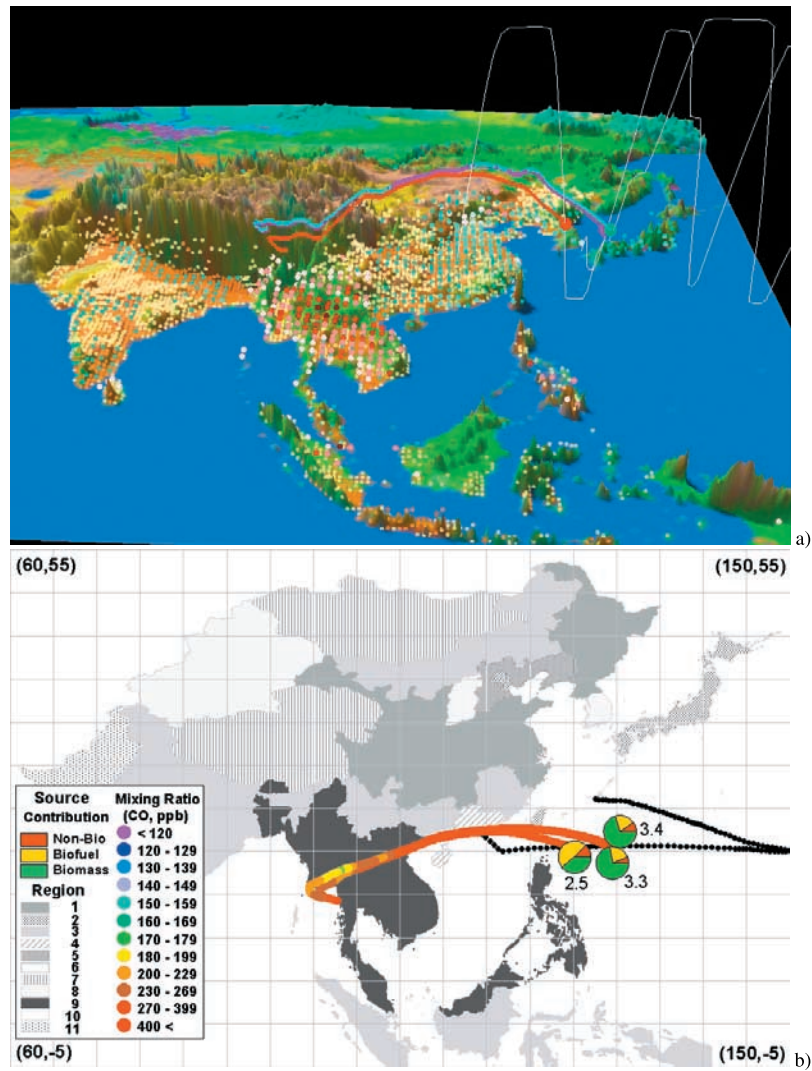 a)
(60,55)
(150,55)
Source
Contribution
Non-Bio
Biofuel
Biomass
Region
1
2
3
4
5
6
7
8
9
10
11
Mixing Ratio
(CO, ppb)
< 120
120 - 129
130 - 139
140 - 149
150 - 159
160 - 169
170 - 179
180 - 199
200 - 229
230 - 269
270 - 399
400 <
3.4
2.5
3.3
(60,-5)
(150,-5)
b)